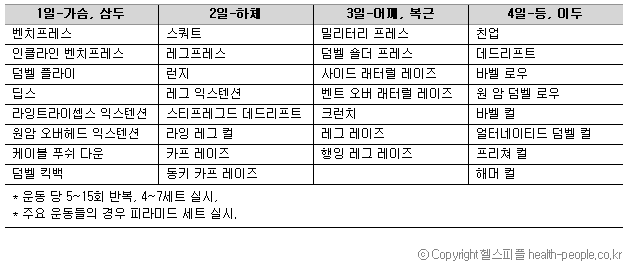 1일-가슴, 삼두 2일-하체 3일-어깨, 복근 4일-등, 이두
벤치프레스 스쿼트 밀리터리 프레스 친업
인클라인 벤치프레스 레그프레스 덤벨 숄더 프레스 데드리프트
덤벨 플라이 런지 사이드 래터럴 레이즈 바벨 로우
딥스 레그 익스텐션 벤트 오버 래터럴 레이즈 원 암 덤벨 로우
라잉트라이셉스 익스텐션 스티프레그드 데드리프트 크런치 바벨 컬
원암 오버헤드 익스텐션 라잉 레그 컬 레그 레이즈 얼터네이티드 덤벨 컬
케이블 푸쉬 다운 카프 레이즈 행잉 레그 레이즈 프리쳐 컬
덤벨 킥백 동키 카프 레이즈 해머 컬
* 운동 당 5~15회 반복, 4~7세트 실시.
* 주요 운동들의 경우 피라미드 세트 실시.
ⓒ Copyright 헬스피플 health-people.co.kr